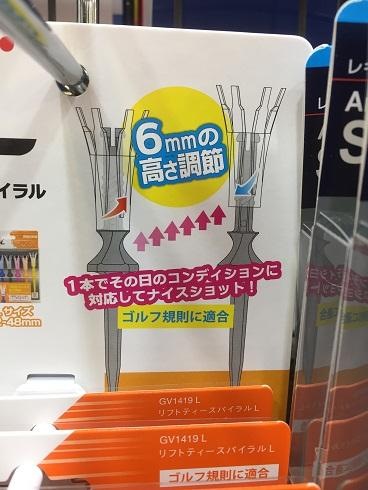 6mmの
高さ調節
1本でその日のコンディションに
対応してナイスショット!
ゴルフ規則に適合
GV1419 L
リフトティースパイラル L
GV1419 L
リフトティースパイラル L
ゴルフ規則に適合
イラル
サイズ
-48mm
レキ
レギ
A
S